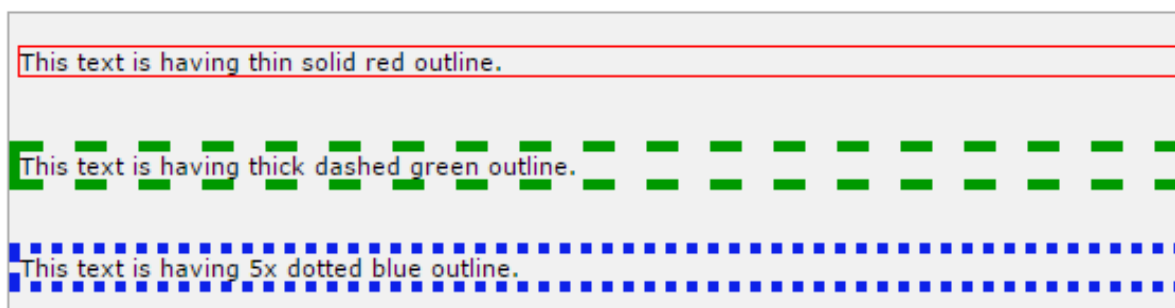 This text is having thin solid red outline.
This text is having thick dashed green outline.
This text is having 5x dotted blue outline.